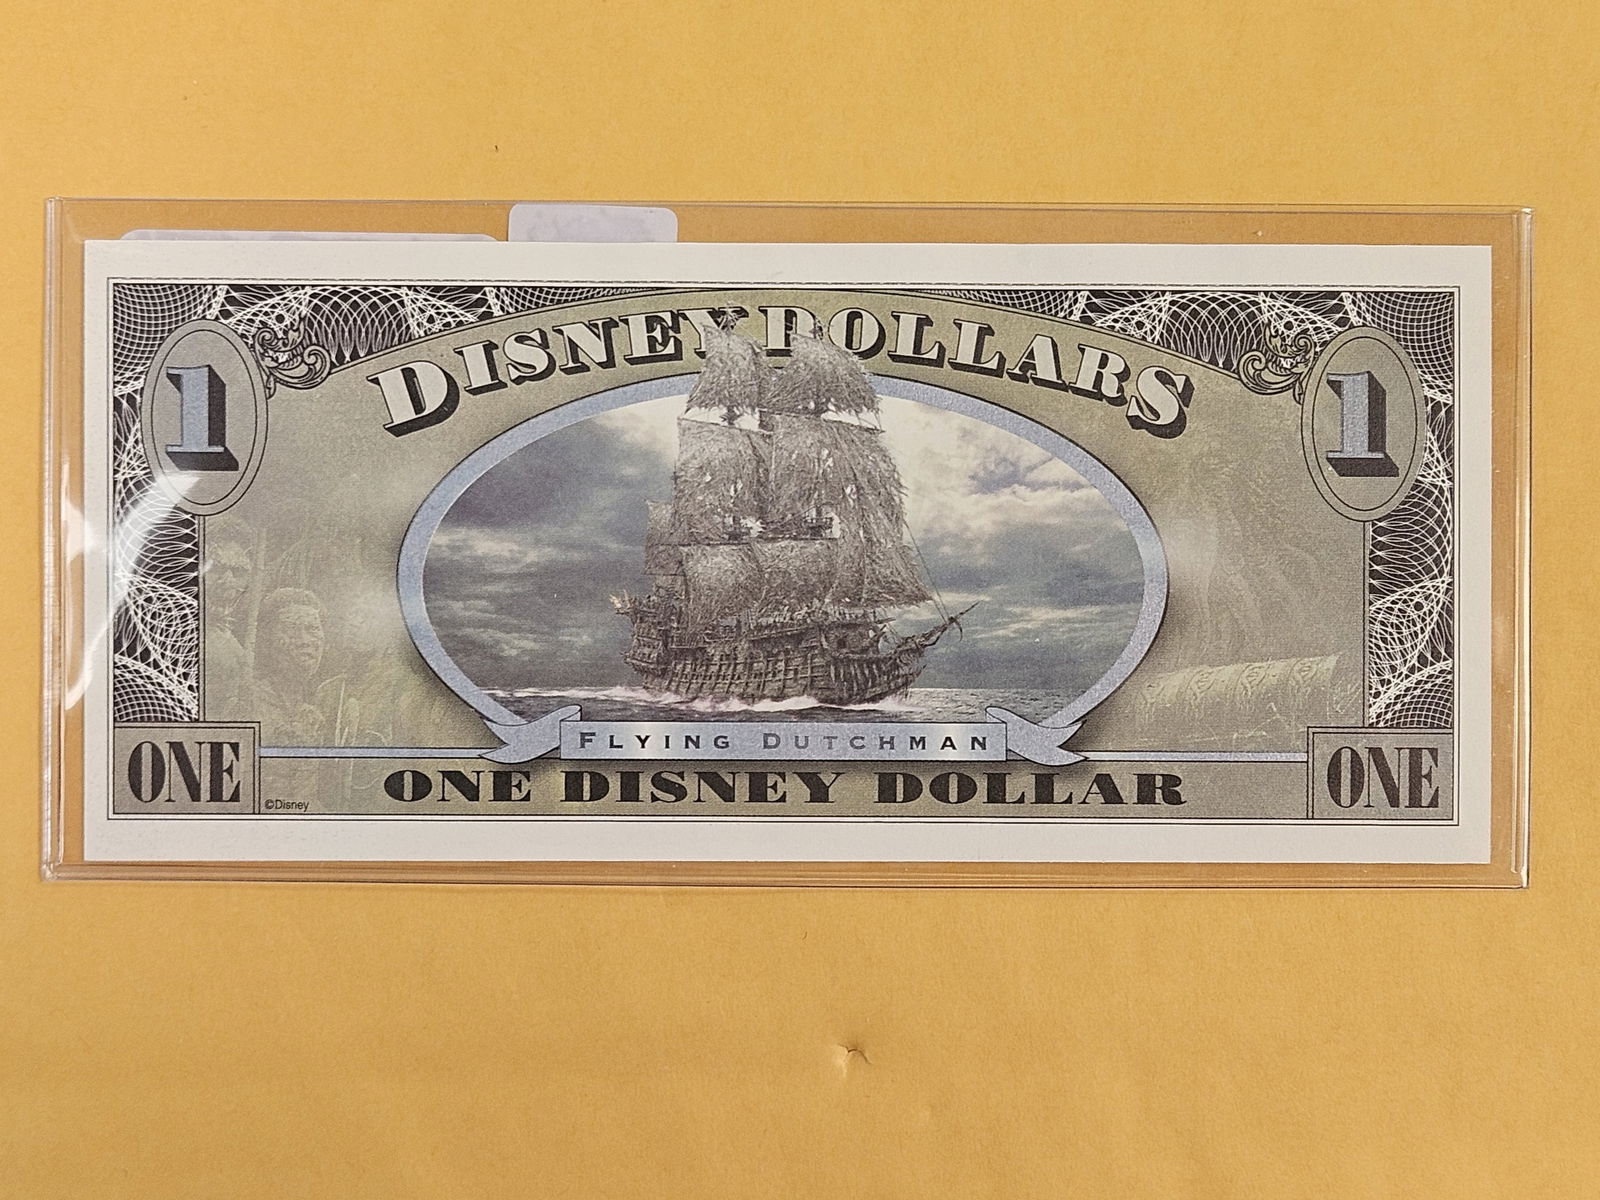 DISNEY DOLLARS
1
1
FLYING DUTCHMAN
ONE
©Disney
ONE DISNEY DOLLAR
ONE